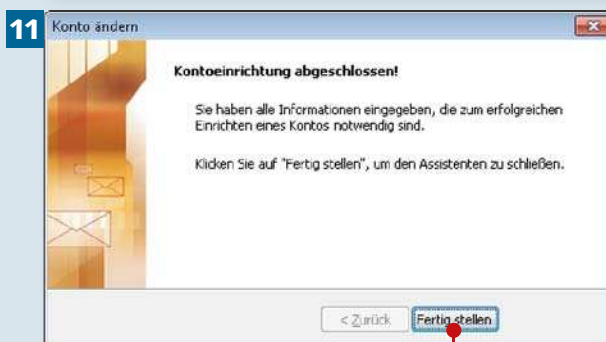 11
Konto ändern
Kontoeinrichtung abgeschlossen!
Sie haben alle Informationen eingegeben, die zum erfolgreichen
Einrichten eines Kontos notwendig sind.
Klicken Sie auf "Fertig stellen", um den Assistenten zu schließen.
< Zurück
Fertig stellen